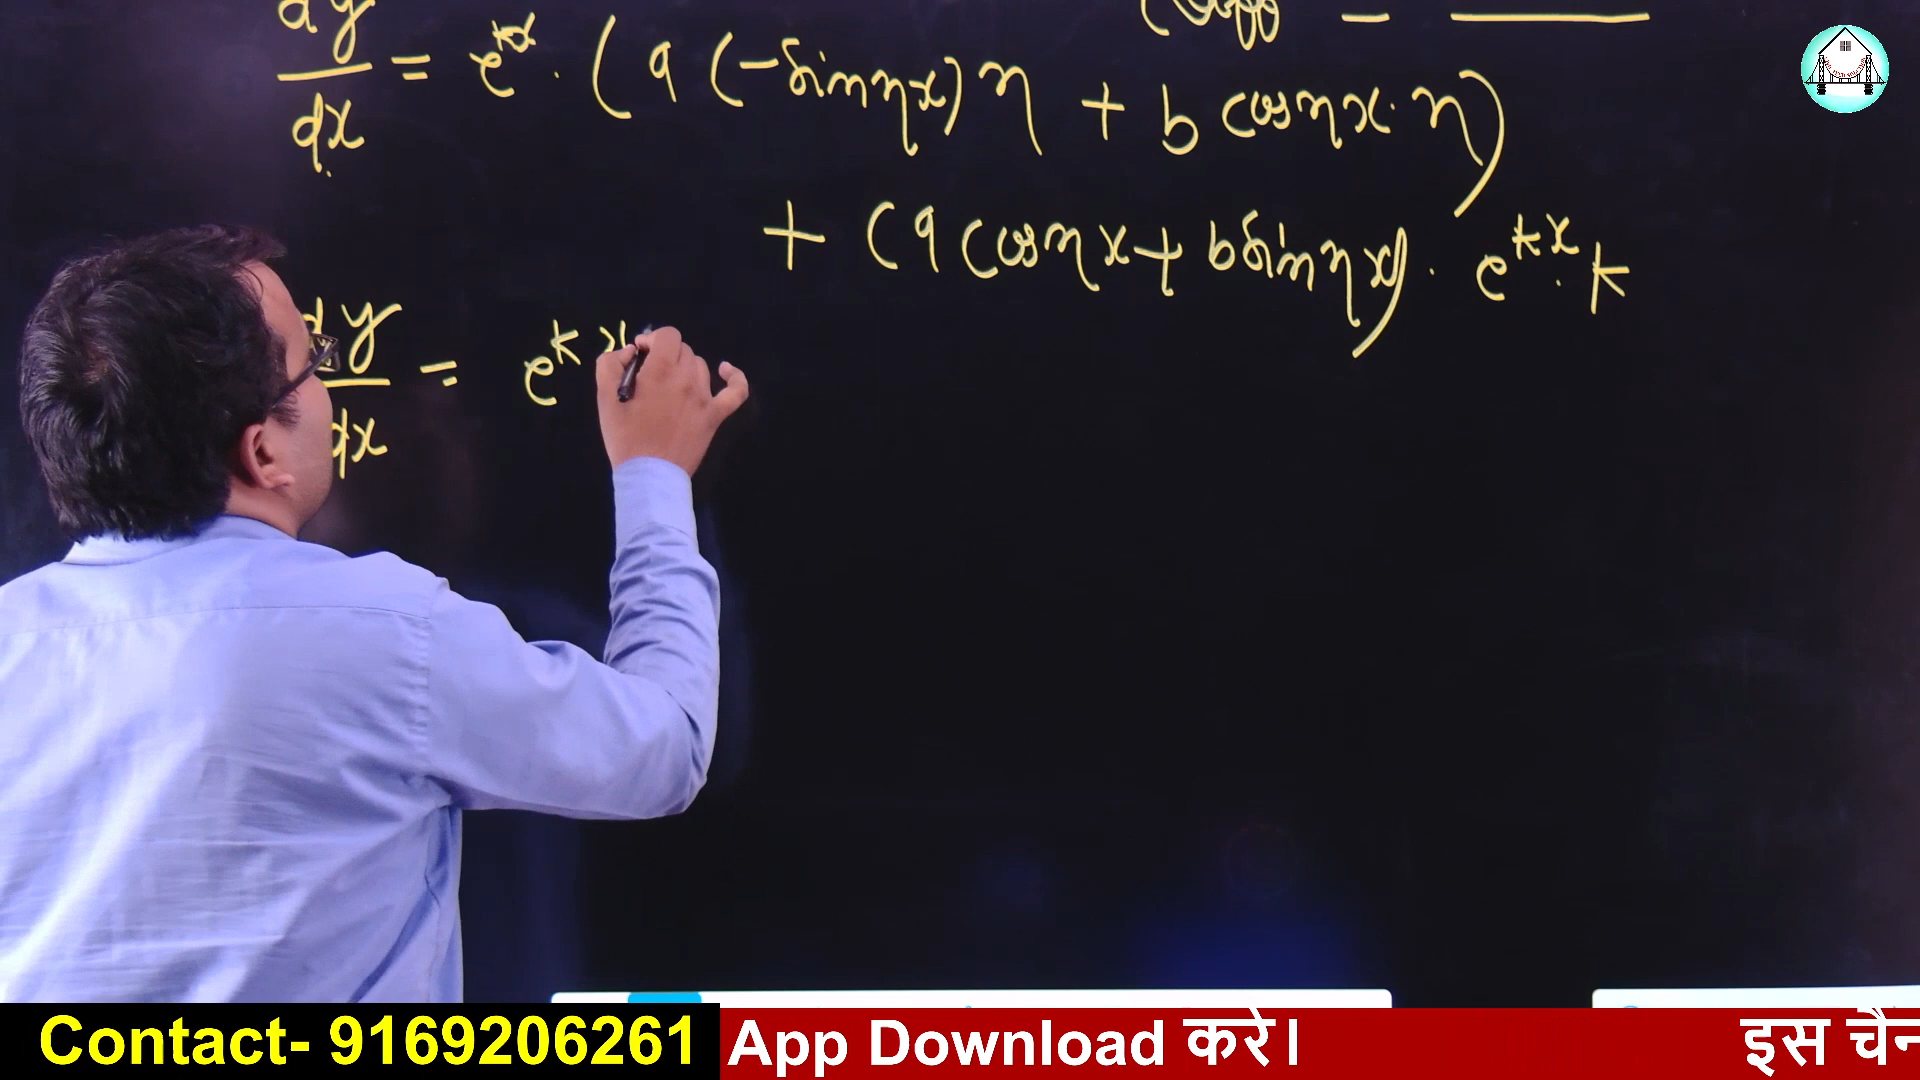 dy/dx = e^kx . (a (-sin nx) n + b cos nx . n)
+ (a cos nx + b sin nx) . e^kx . k
dy/dx = e^kx
Contact- 9169206261 App Download करे। इस चैन